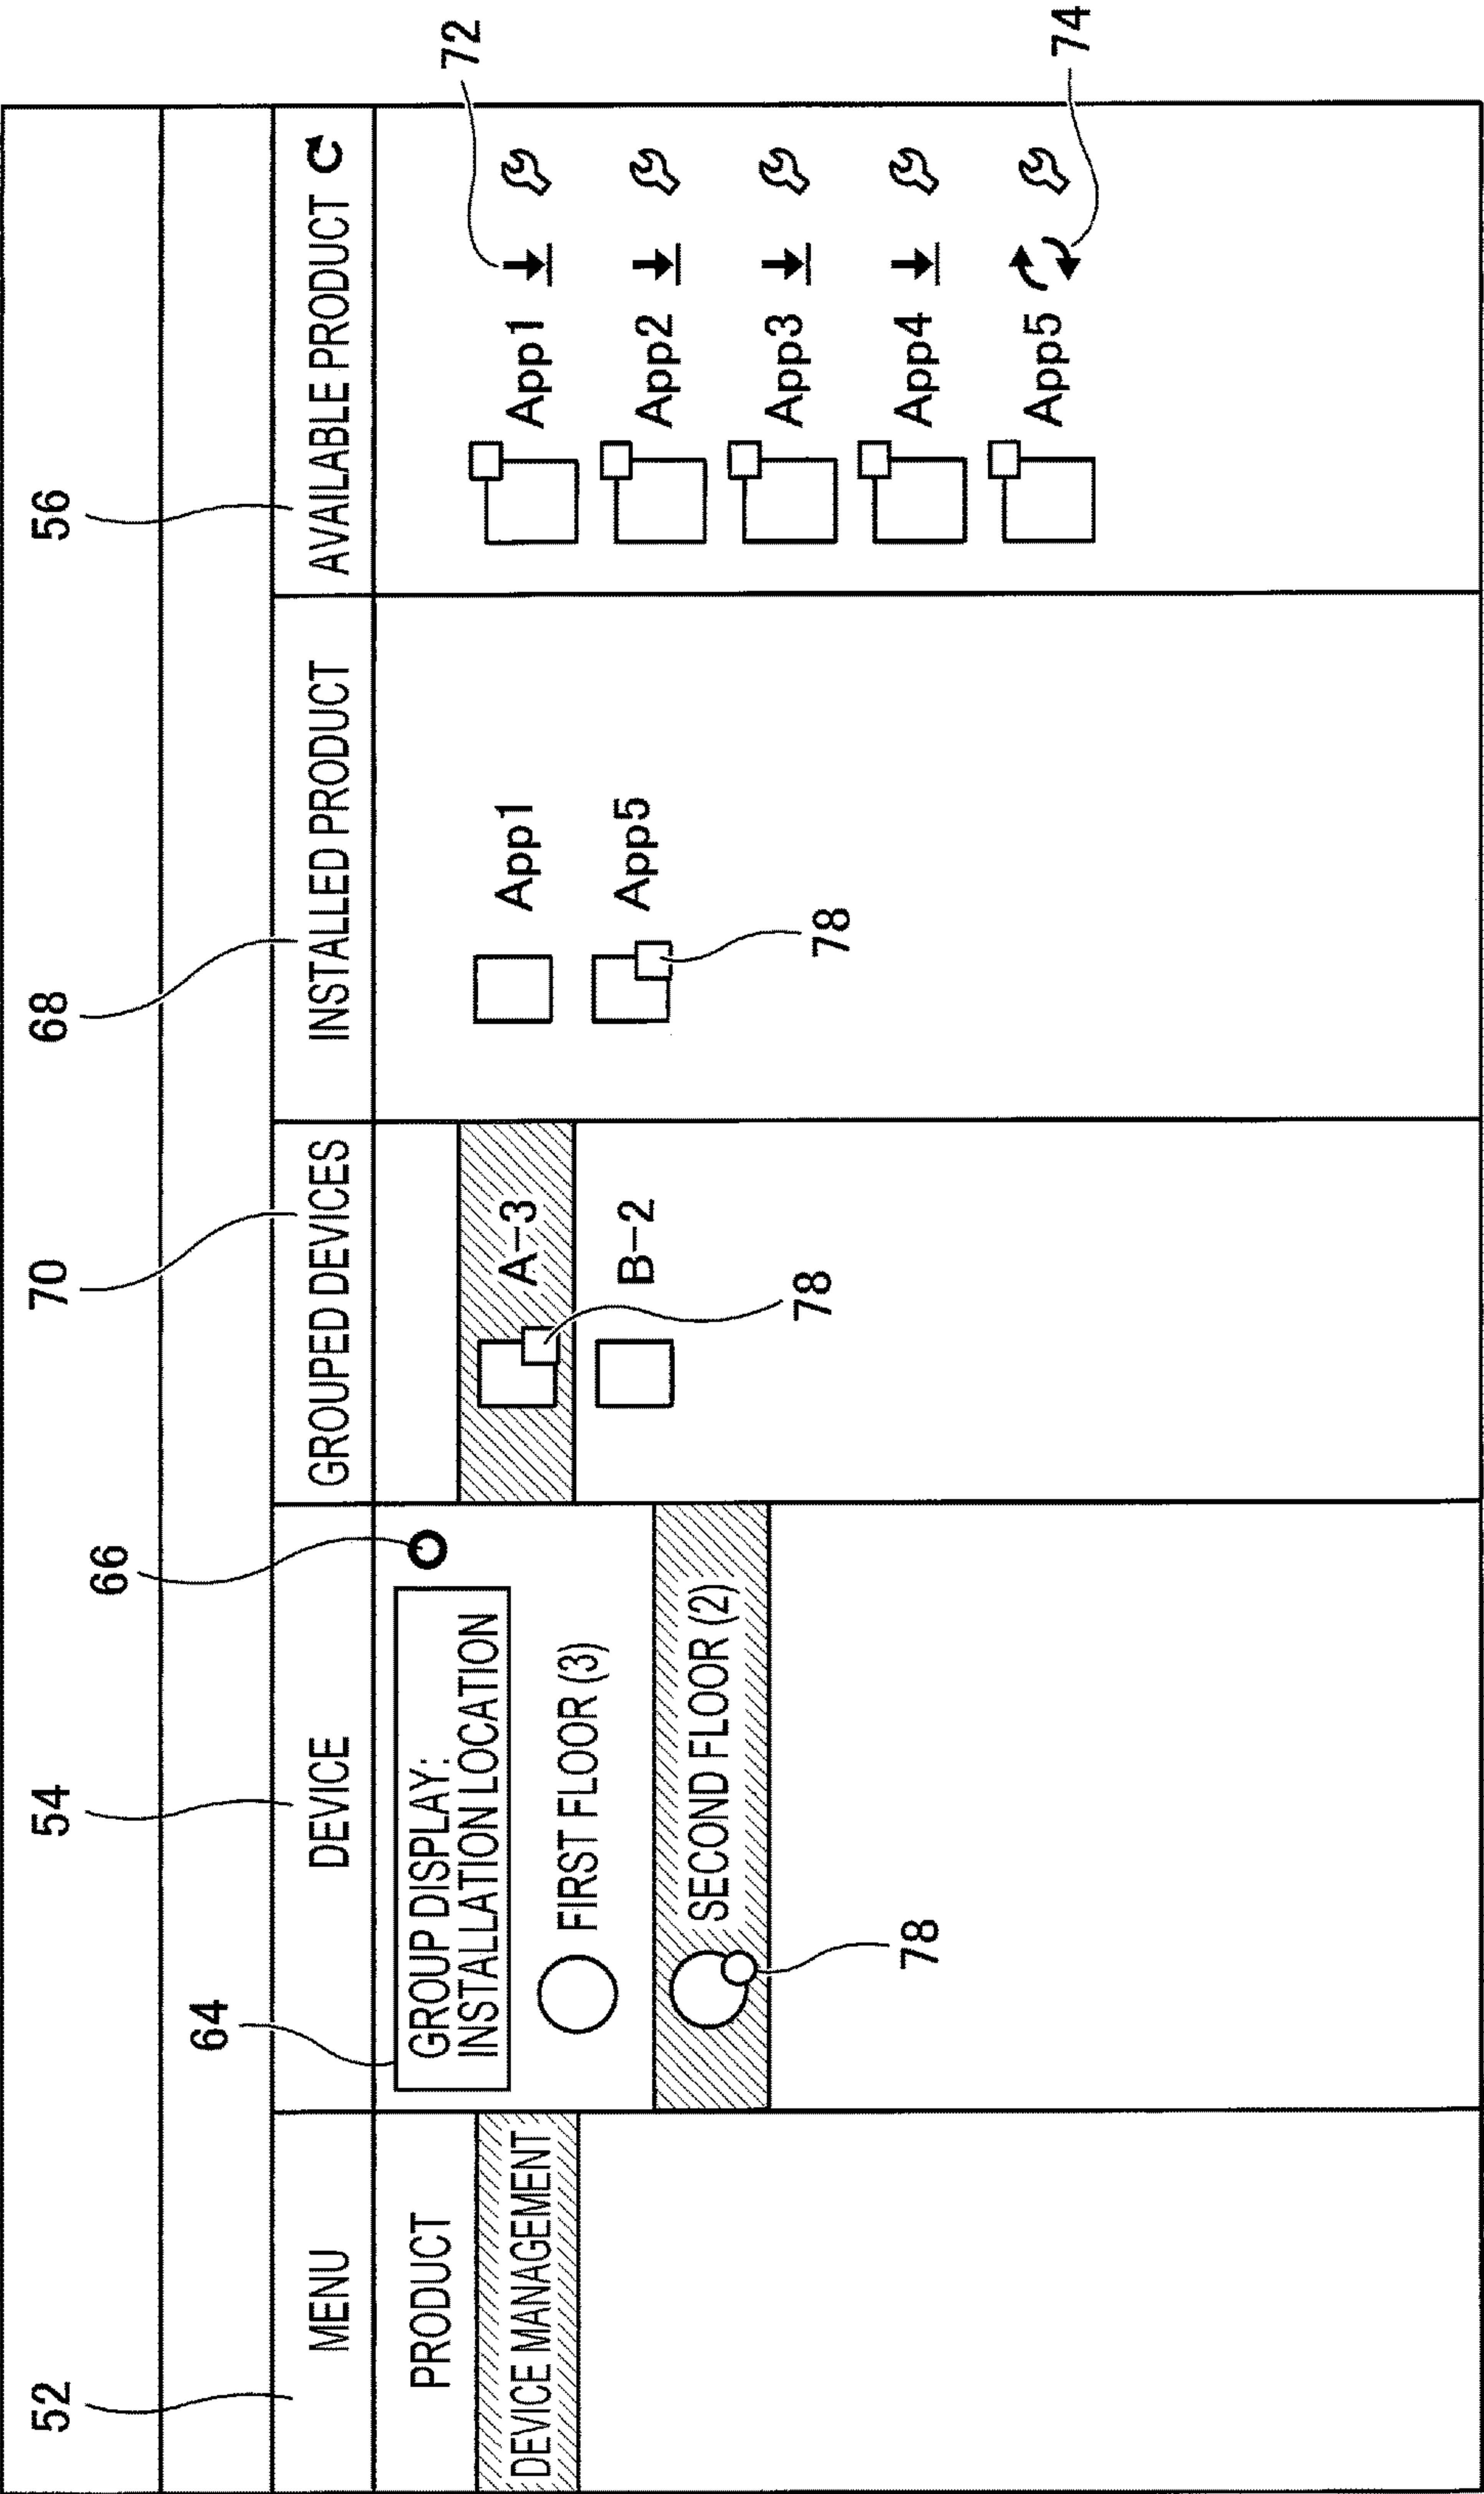 52
54
70
68
56
66
64
72
74
MENU
DEVICE
GROUPED DEVICES
INSTALLED PRODUCT
AVAILABLE PRODUCT
PRODUCT
DEVICE MANAGEMENT
GROUP DISPLAY:
INSTALLATION LOCATION
FIRST FLOOR (3)
SECOND FLOOR (2)
78
A-3
B-2
78
App1
App5
78
App1
App2
App3
App4
App5